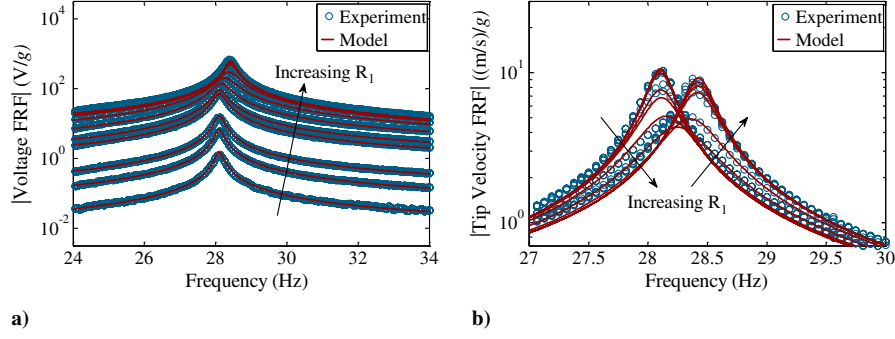 |Voltage FRF| (V/g)
10^4
10^2
10^0
10^-2
Experiment
Model
Increasing R_1
24 26 28 30 32 34
Frequency (Hz)
a)
|Tip Velocity FRF| ((m/s)/g)
10^1
10^0
Experiment
Model
Increasing R_1
27 27.5 28 28.5 29 29.5 30
Frequency (Hz)
b)